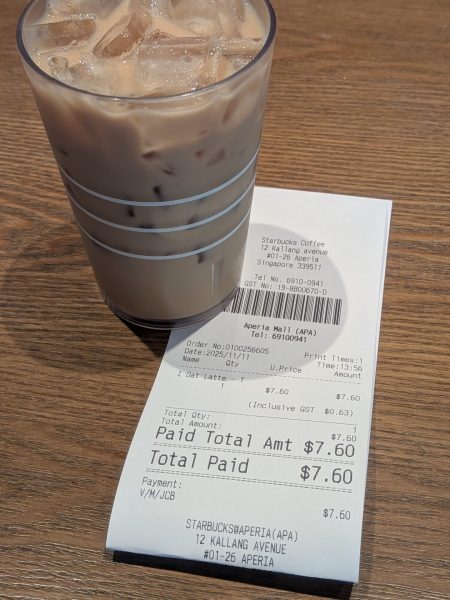 Starbucks Coffee
12 Kallang Avenue
#01-26 Aperia
Singapore 339511
Tel No. 6910-0941
GST No: 19-8800670-D
Aperia Mall (APA)
Tel: 69100941
Order No:0100256605 Print Times:1
Date:2025/11/11 Time:13:56
Name Qty U.Price Amount
I Oat Latte - T
1 $7.60 $7.60
(Inclusive GST $0.63)
Total Qty: 1
Total Amount: $7.60
Paid Total Amt $7.60
Total Paid $7.60
Payment:
V/M/JCB $7.60
STARBUCKS@APERIA(APA)
12 KALLANG AVENUE
#01-26 APERIA